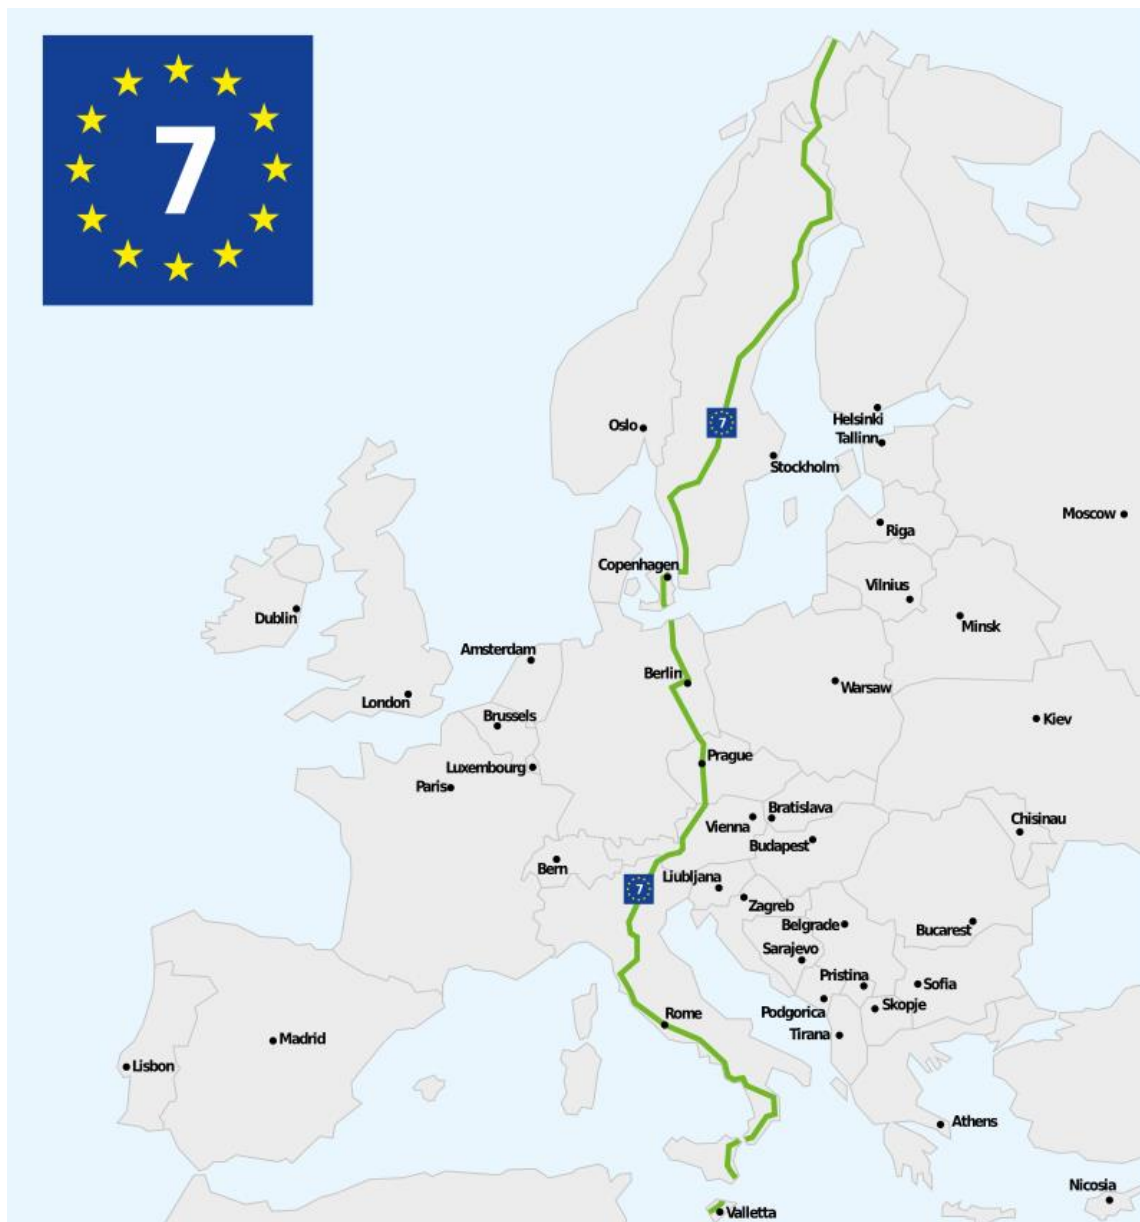 7
7
Helsinki
Oslo
Tallinn
Stockholm
Moscow
Riga
Copenhagen
Vilnius
Dublin
Minsk
Amsterdam
Berlin
Warsaw
London
Brussels
Kiev
Prague
Luxembourg
Paris
Bratislava
Chisinau
Vienna
Budapest
Bern
Liubljana
7
Zagreb
Belgrade
Bucarest
Sarajevo
Pristina
Sofia
Podgorica
Skopje
Rome
Tirana
Madrid
Lisbon
Athens
Nicosia
Valletta